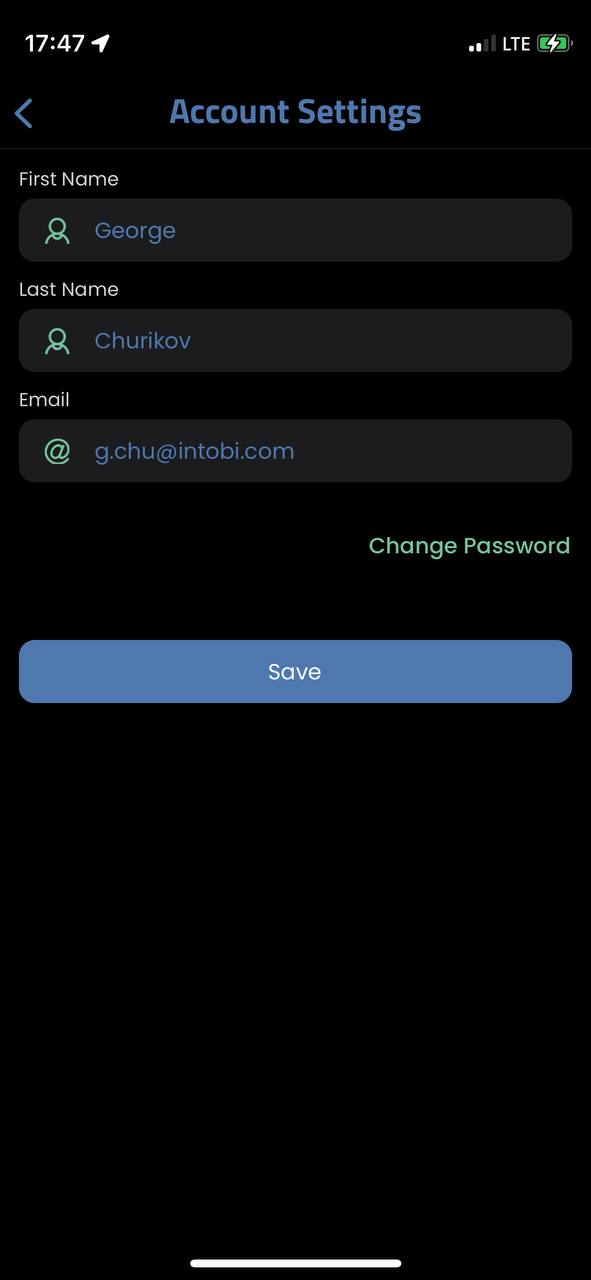 17:47 LTE
Account Settings
First Name
George
Last Name
Churikov
Email
@ g.chu@intobi.com
Change Password
Save